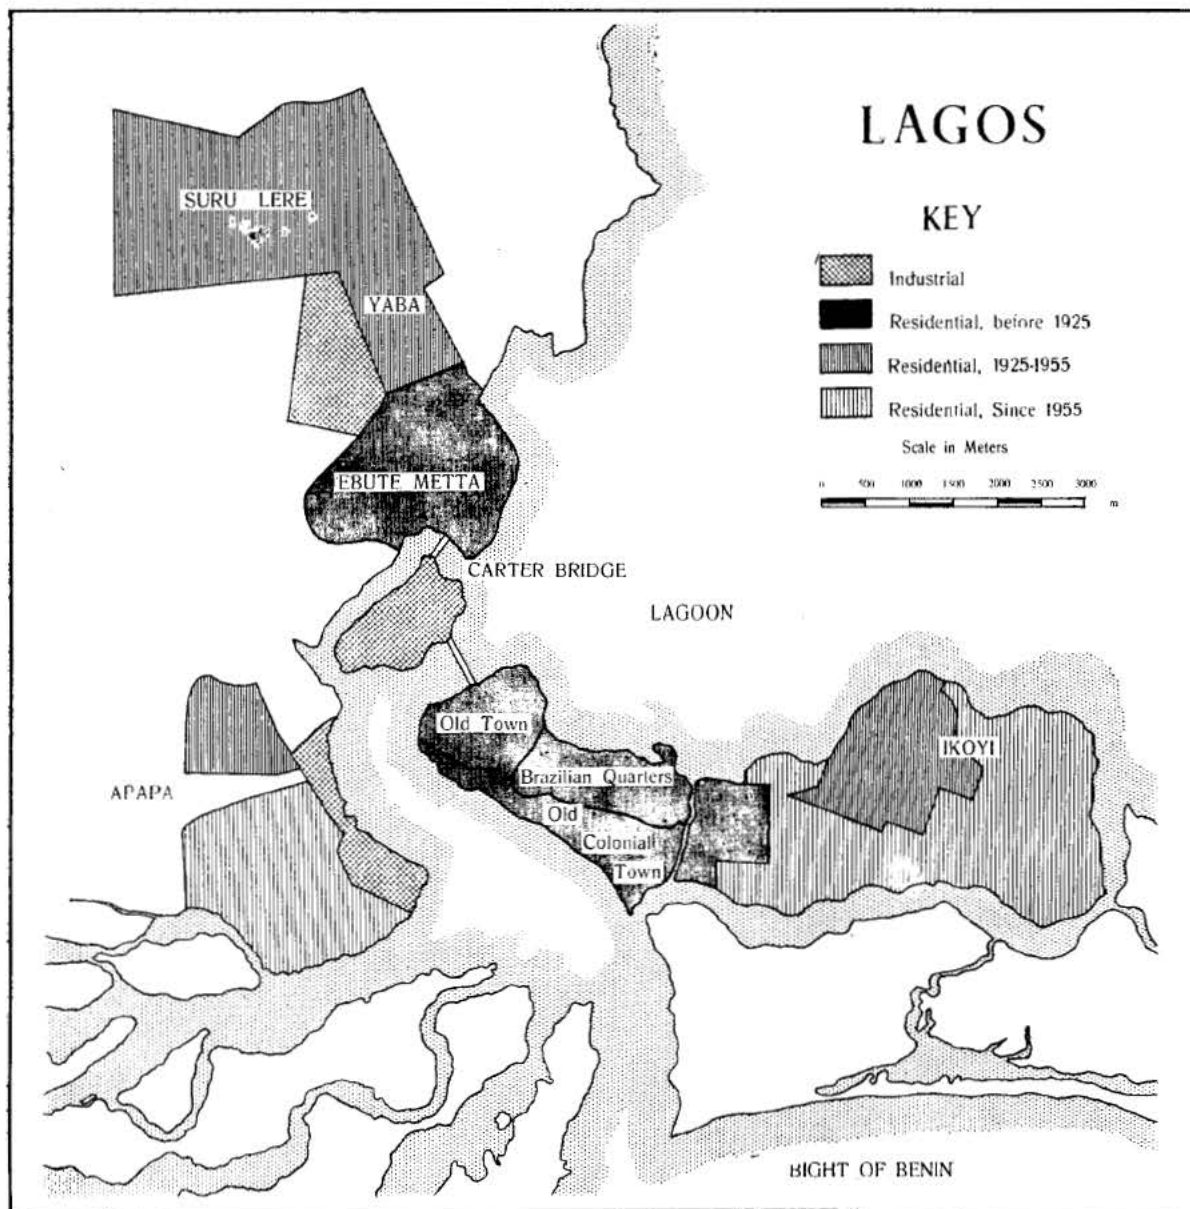 LAGOS
KEY
Industrial
Residential, before 1925
Residential, 1925-1955
Residential, Since 1955
Scale in Meters
0 500 1000 1500 2000 2500 3000
m
SURU LERE
YABA
EBUTE METTA
CARTER BRIDGE
LAGOON
Old Town
IKOYI
Brazilian Quarters
APAPA
Old
Colonial
Town
BIGHT OF BENIN